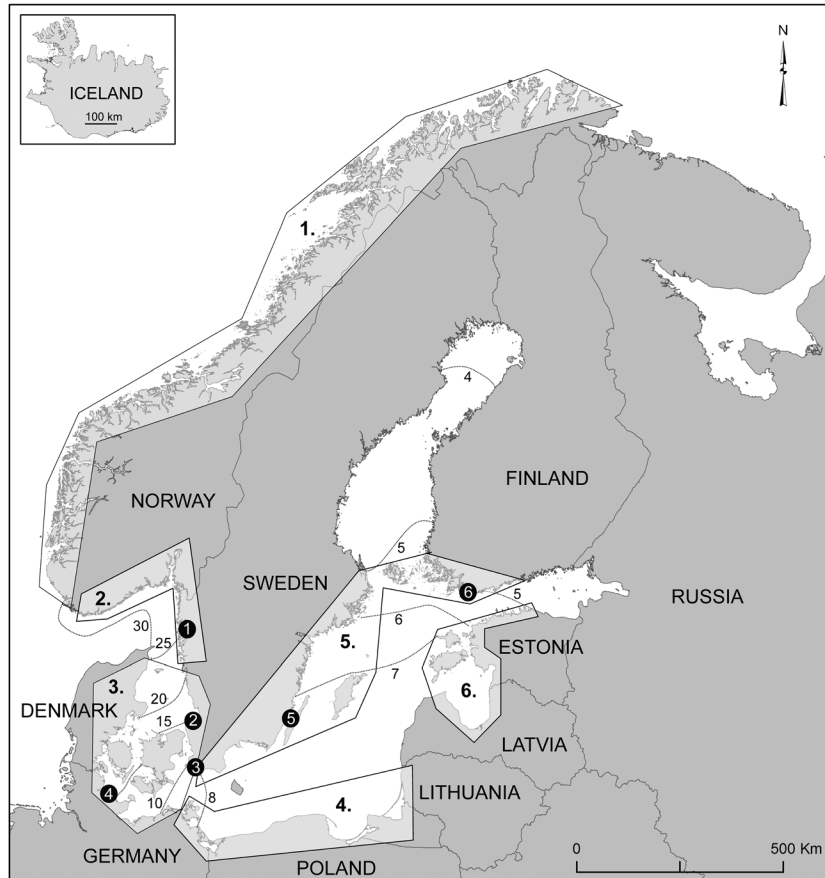 N
ICELAND
100 km
1.
4
FINLAND
NORWAY
5
SWEDEN
6
5
RUSSIA
2.
30
1
6
25
5.
ESTONIA
7
3.
20
6.
DENMARK
15
2
5
LATVIA
3
4
10
8
4.
LITHUANIA
GERMANY
POLAND
0
500 Km